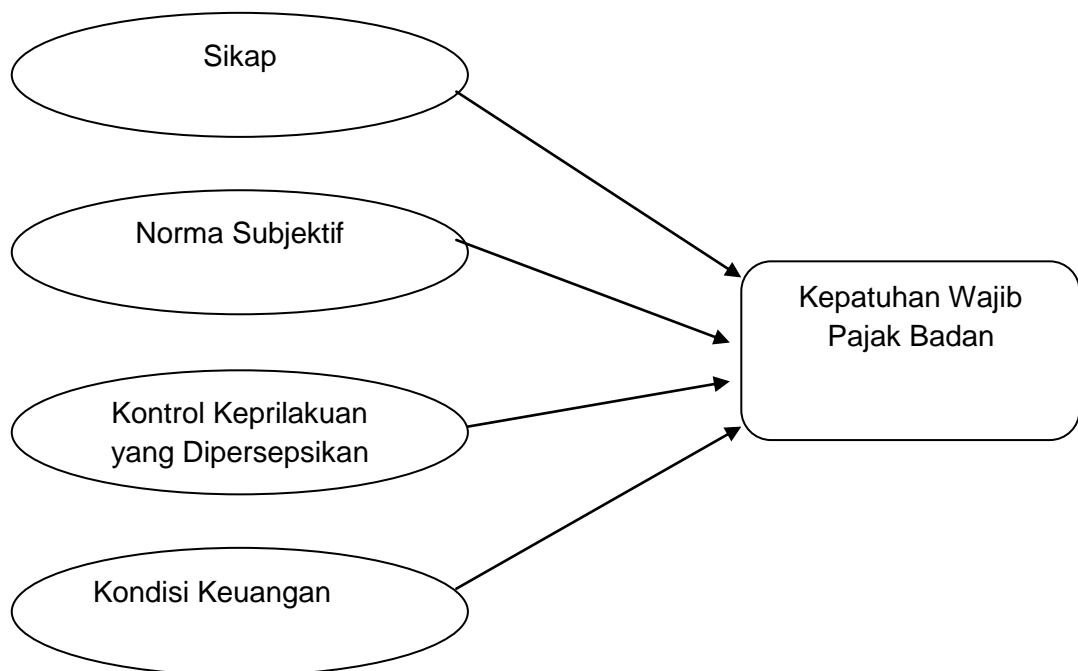 Sikap
Norma Subjektif
Kepatuhan Wajib
Pajak Badan
Kontrol Keprilakuan
yang Dipersepsikan
Kondisi Keuangan